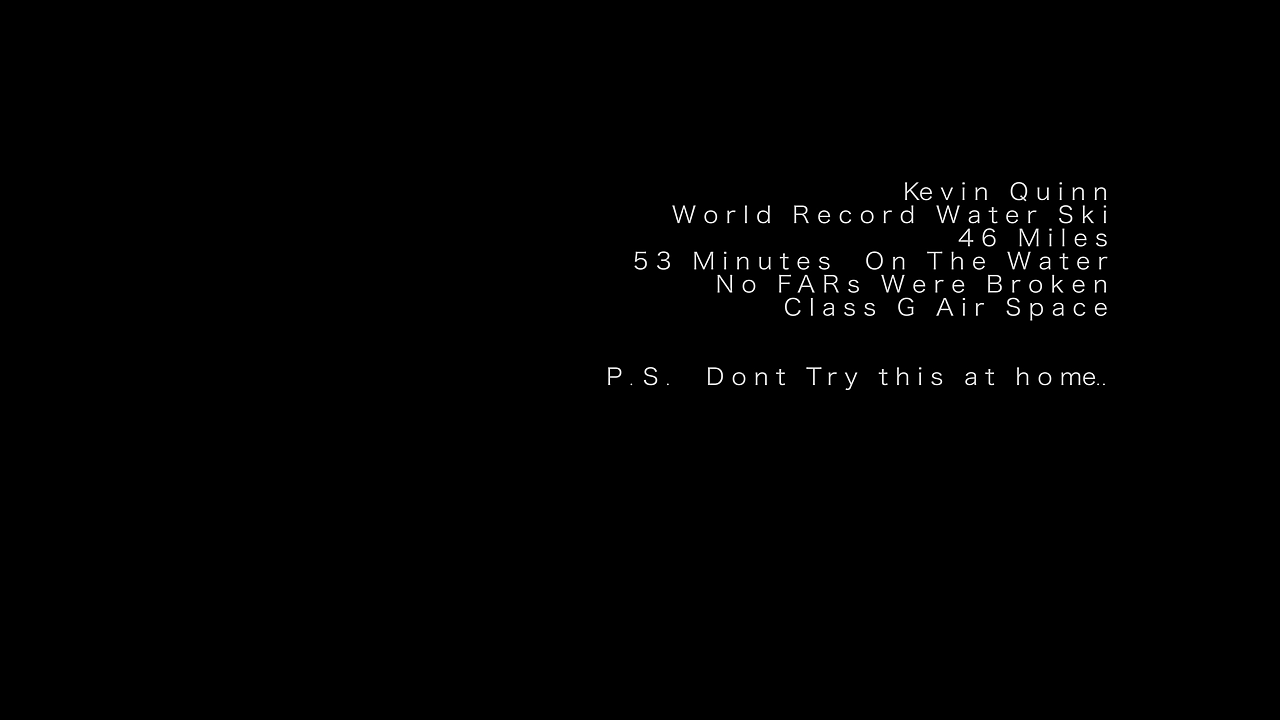 Kevin Quinn
World Record Water Ski
46 Miles
53 Minutes  On The Water
No FARs Were Broken
Class G Air Space
P.S.  Dont Try this at home..